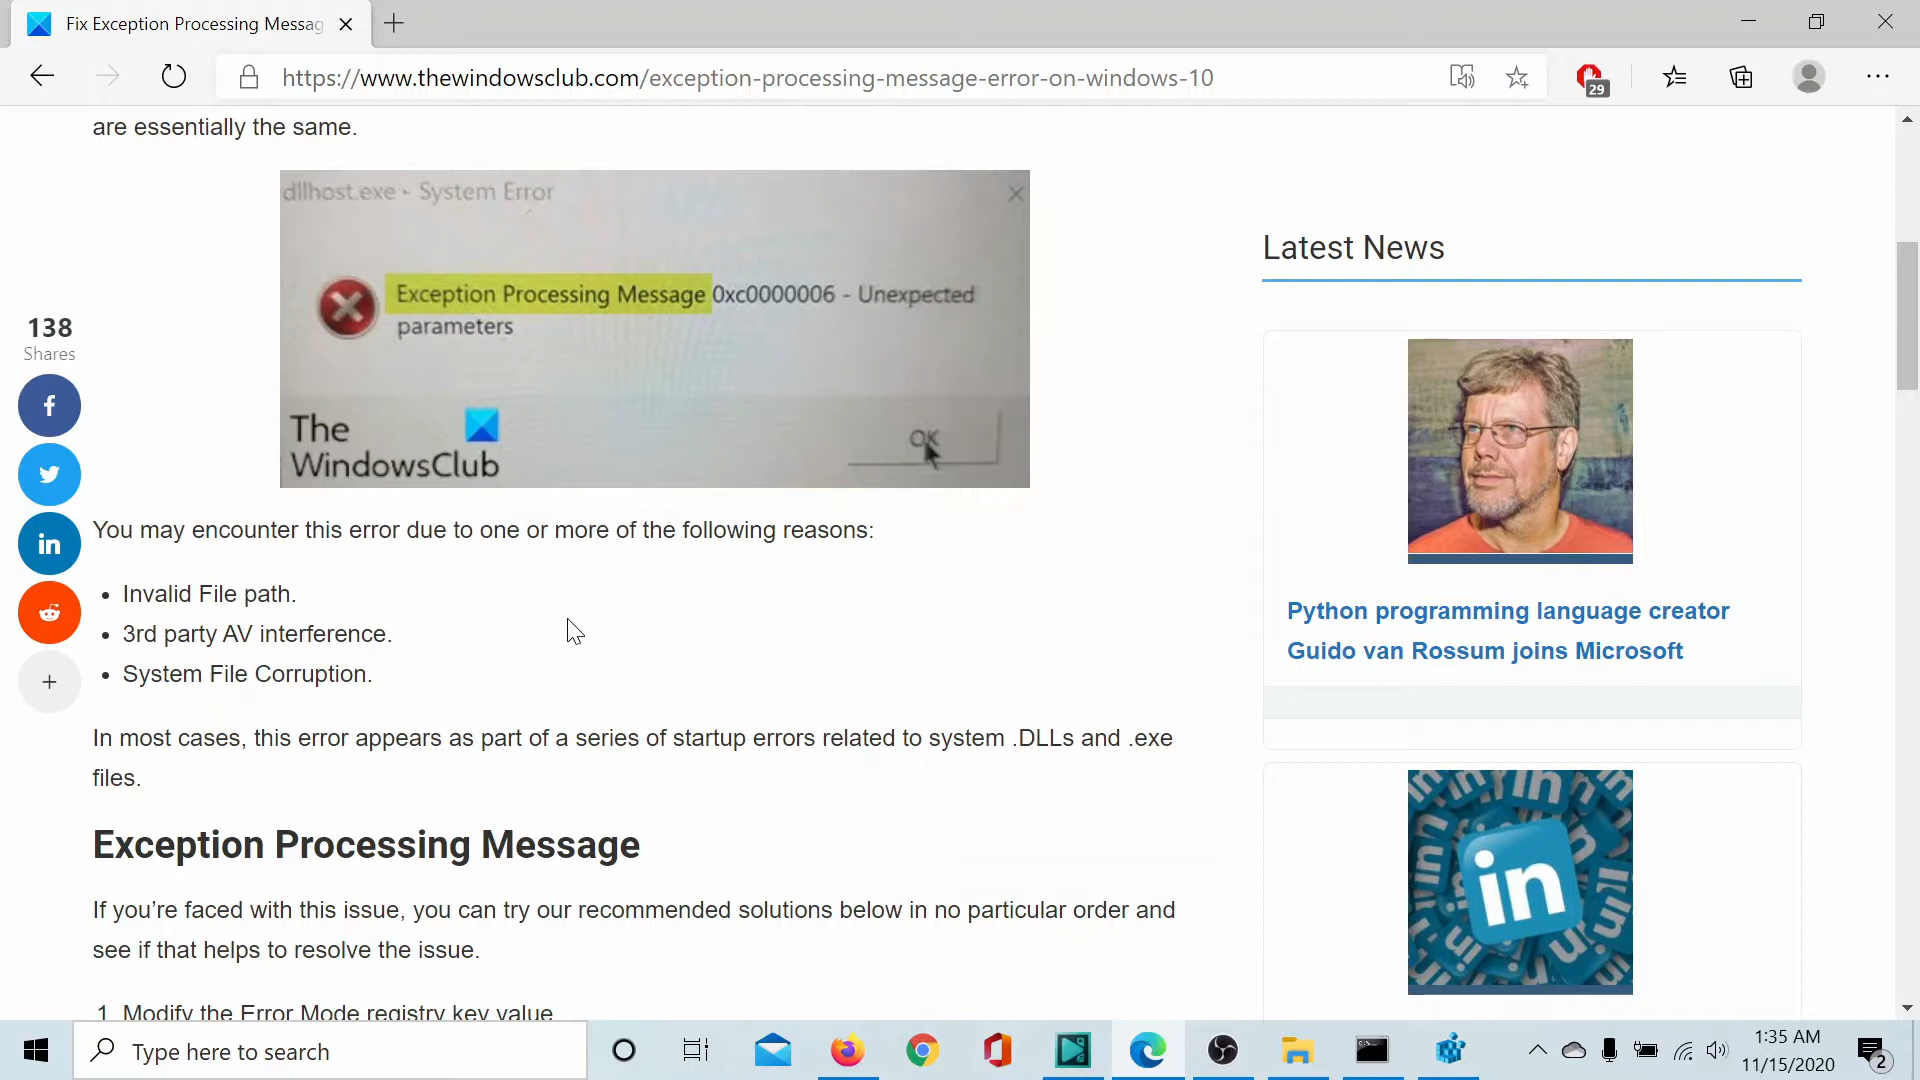 Fix Exception Processing Messag
https://www.thewindowsclub.com/exception-processing-message-error-on-windows-10
29
are essentially the same.
dllhost.exe - System Error
Exception Processing Message 0xc0000006 - Unexpected
parameters
OK
The
WindowsClub
138
Shares
You may encounter this error due to one or more of the following reasons:
• Invalid File path.
• 3rd party AV interference.
• System File Corruption.
In most cases, this error appears as part of a series of startup errors related to system .DLLs and .exe
files.
Exception Processing Message
If you’re faced with this issue, you can try our recommended solutions below in no particular order and
see if that helps to resolve the issue.
1. Modify the Error Mode registry key value
Latest News
Python programming language creator
Guido van Rossum joins Microsoft
in
Type here to search
1:35 AM
11/15/2020
2